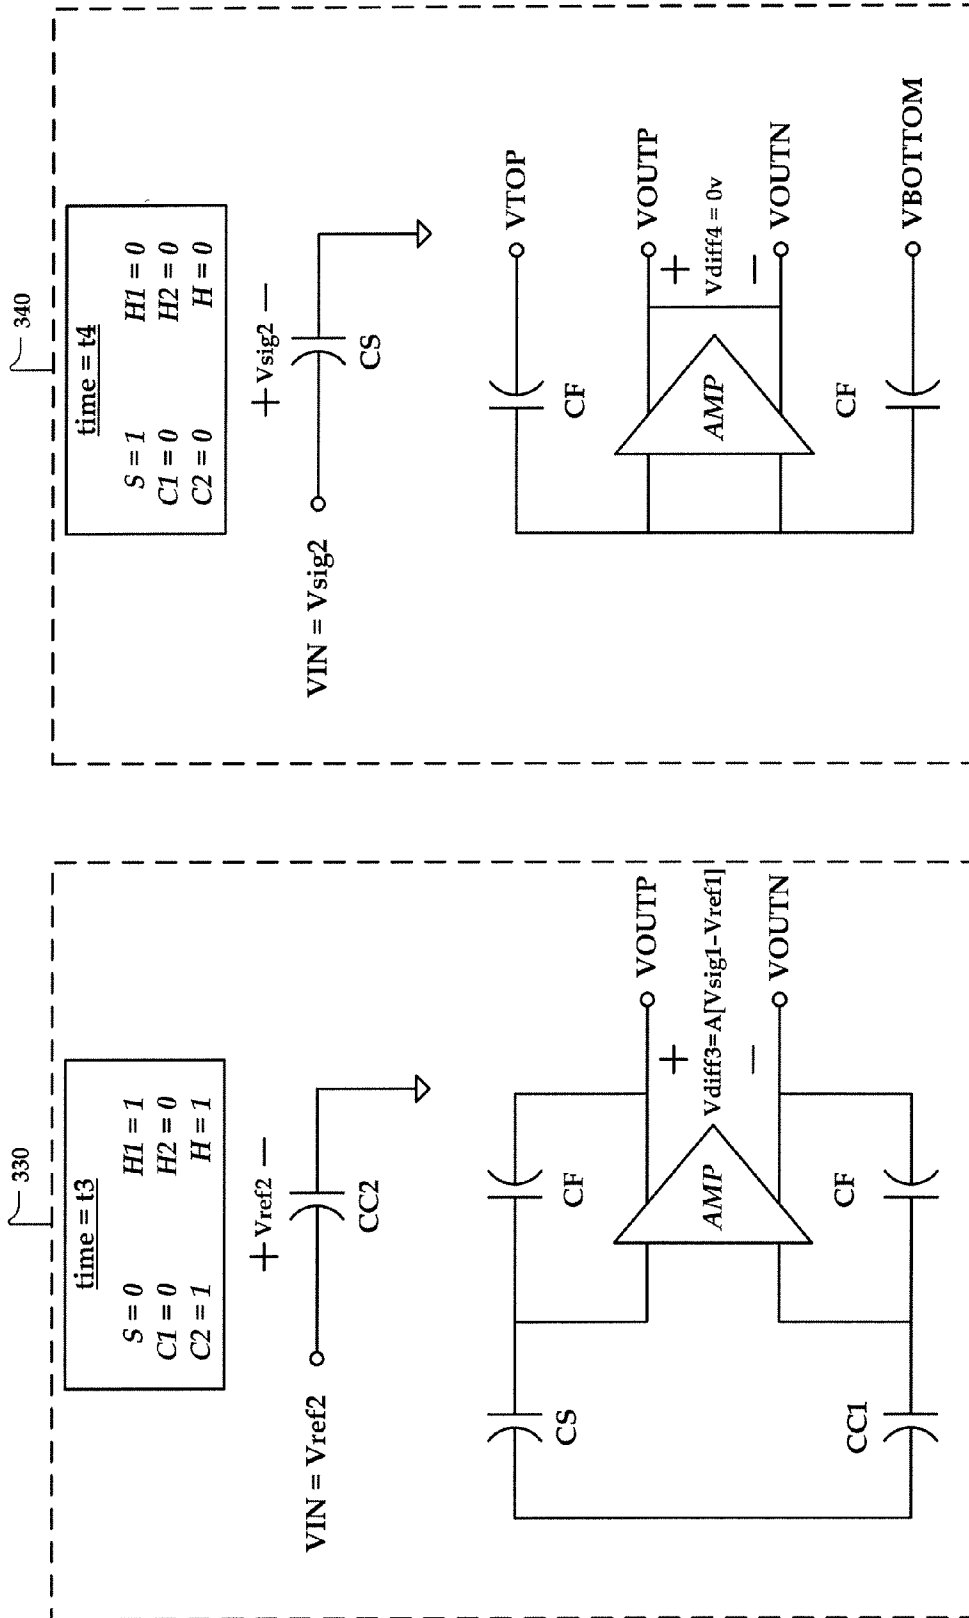 330
time = t3
S = 0 H1 = 1
C1 = 0 H2 = 0
C2 = 1 H = 1
+ Vref2 −
VIN = Vref2
CC2
CS
CF
VOUTP
+
AMP
Vdiff3=A[Vsig1-Vref1]
−
VOUTN
CC1
CF
340
time = t4
S = 1 H1 = 0
C1 = 0 H2 = 0
C2 = 0 H = 0
+ Vsig2 −
VIN = Vsig2
CS
CF
VTOP
VOUTP
+
AMP
Vdiff4 = 0v
−
VOUTN
CF
VBOTTOM